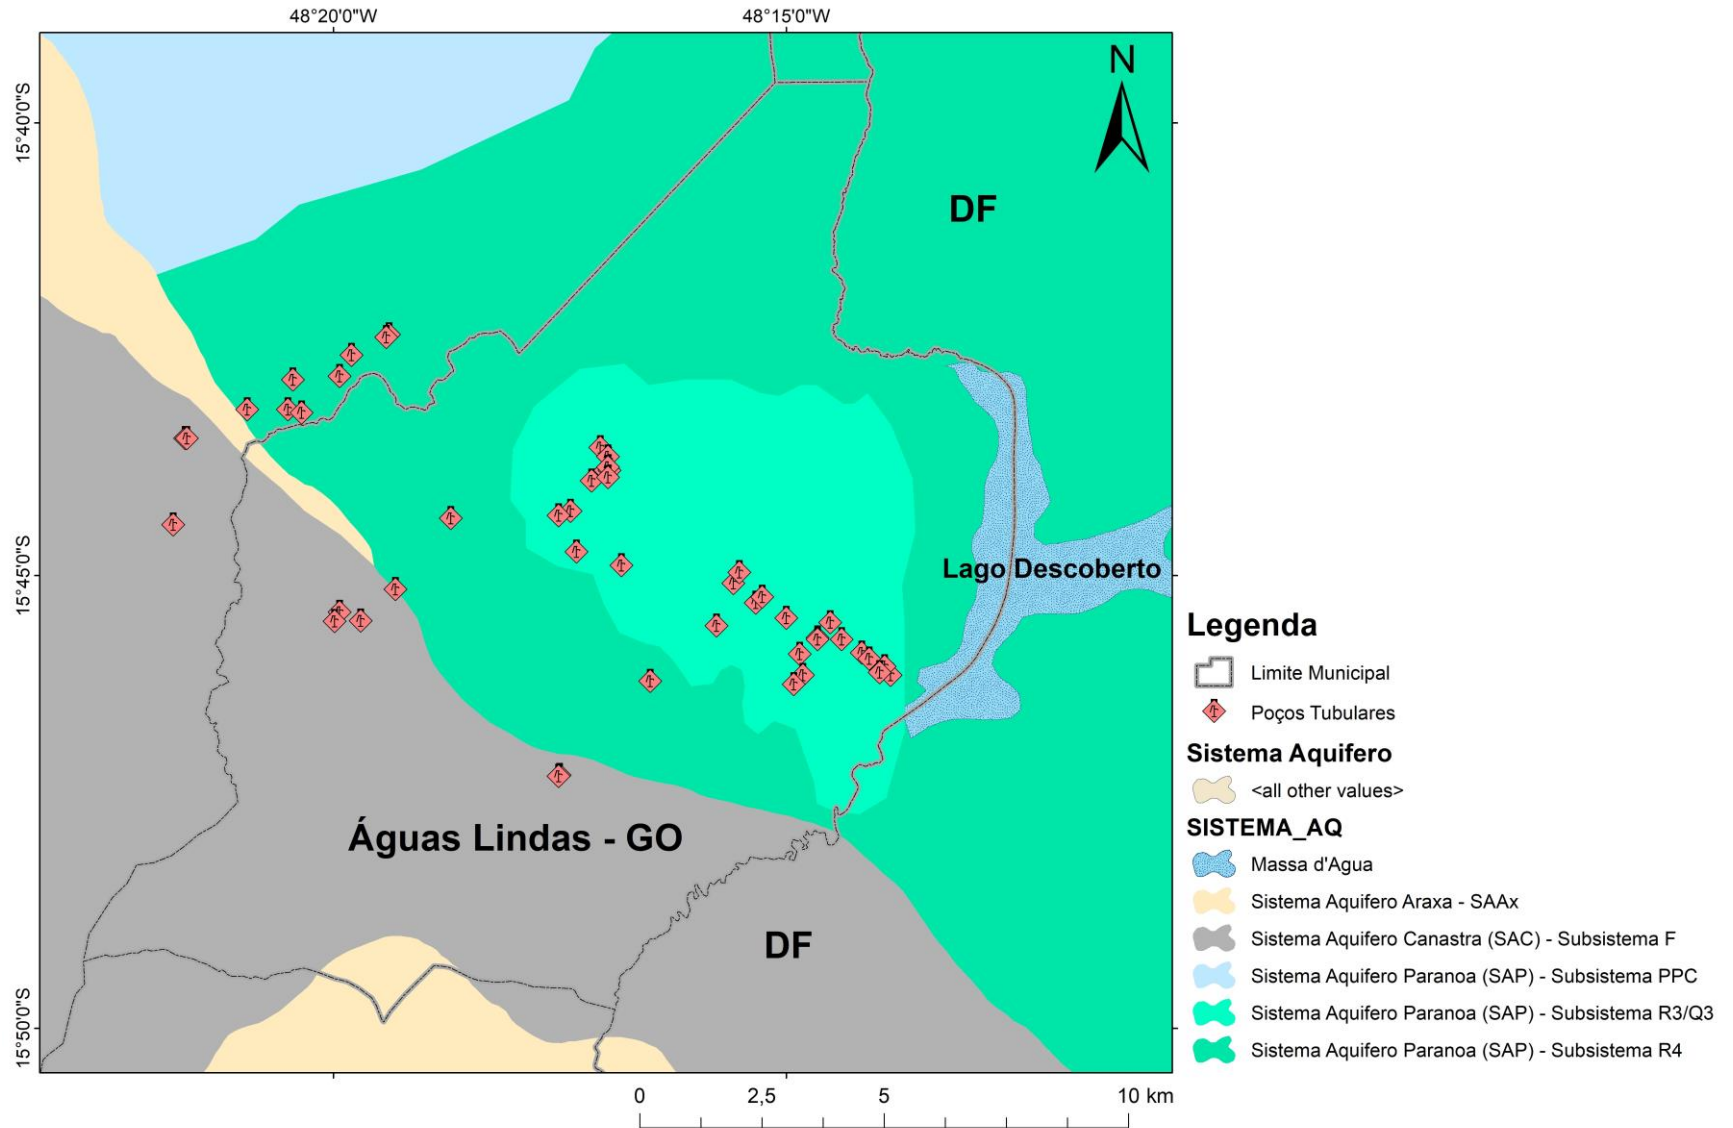 48°20'0"W
48°15'0"W
15°40'0"S
15°45'0"S
15°50'0"S
N
DF
Lago Descoberto
Águas Lindas - GO
DF
Legenda
Limite Municipal
Poços Tubulares
Sistema Aquifero
<all other values>
SISTEMA_AQ
Massa d'Agua
Sistema Aquifero Araxa - SAAx
Sistema Aquifero Canastra (SAC) - Subsistema F
Sistema Aquifero Paranoa (SAP) - Subsistema PPC
Sistema Aquifero Paranoa (SAP) - Subsistema R3/Q3
Sistema Aquifero Paranoa (SAP) - Subsistema R4
0 2,5 5 10 km